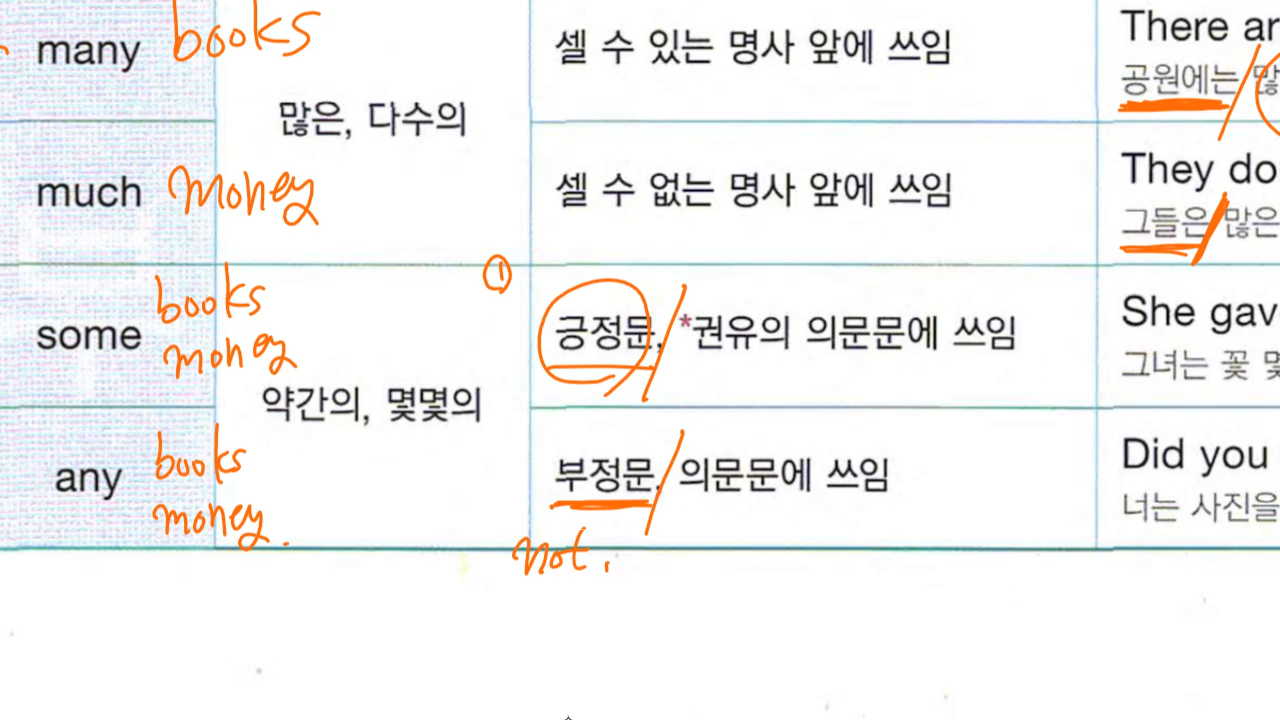 many books
셀 수 있는 명사 앞에 쓰임
There ar
공원에는 많
많은, 다수의
much money
셀 수 없는 명사 앞에 쓰임
They do
그들은 많은
①
some books money
긍정문, *권유의 의문문에 쓰임
She gav
그녀는 꽃 몇
약간의, 몇몇의
any books money.
부정문, 의문문에 쓰임
Did you
너는 사진을
not.